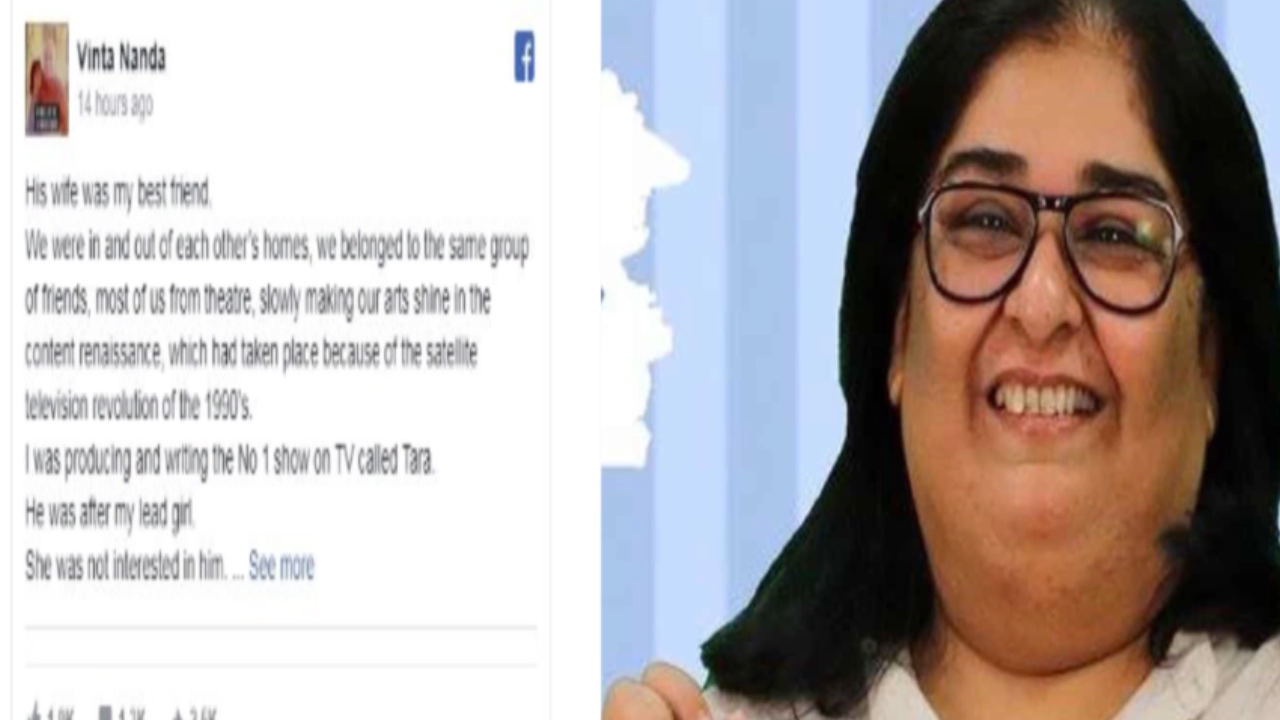 Vinta Nanda
14 hours ago
His wife was my best friend.
We were in and out of each other's homes, we belonged to the same group
of friends, most of us from theatre, slowly making our arts shine in the
content renaissance, which had taken place because of the satellite
television revolution of the 1990's.
I was producing and writing the No 1 show on TV called Tara.
He was after my lead girl.
She was not interested in him. ... See more